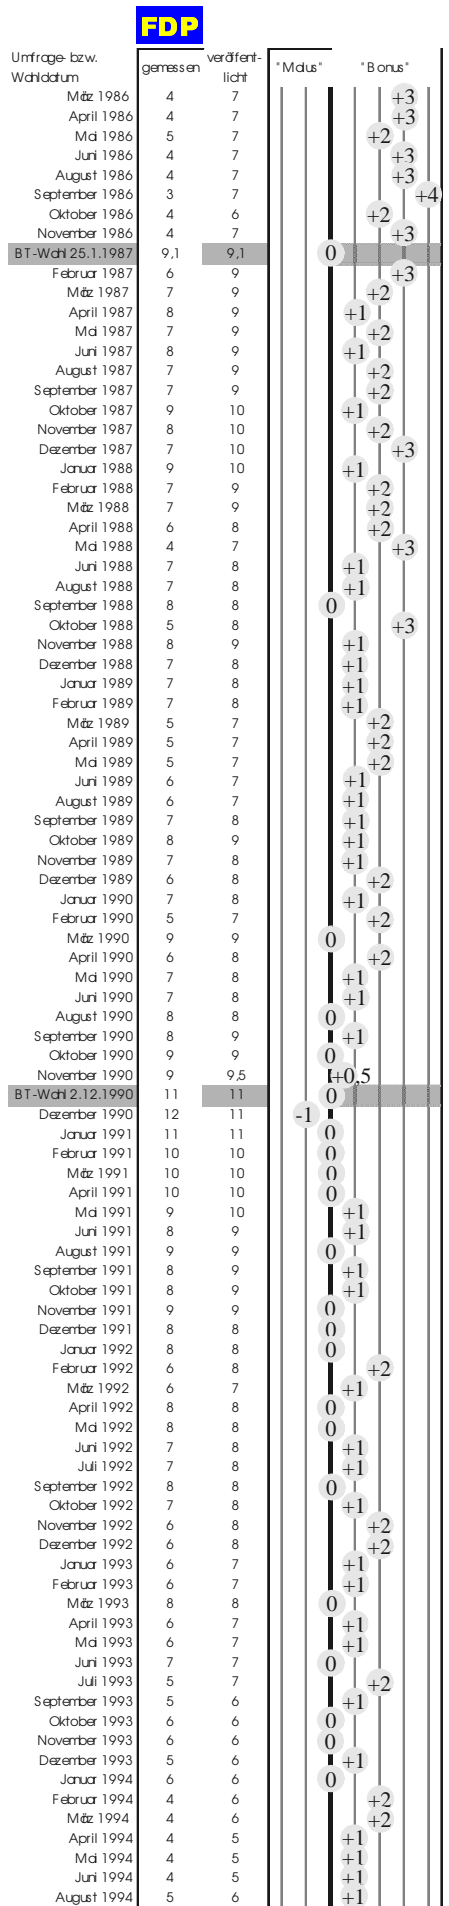 FDP
Umfrage- bzw. Wahldatum gemessen veröffent-licht "Malus" "Bonus"
März 1986 4 7 +3
April 1986 4 7 +3
Mai 1986 5 7 +2
Juni 1986 4 7 +3
August 1986 4 7 +3
September 1986 3 7 +4
Oktober 1986 4 6 +2
November 1986 4 7 +3
BT-Wahl 25.1.1987 9,1 9,1 0
Februar 1987 6 9 +3
März 1987 7 9 +2
April 1987 8 9 +1
Mai 1987 7 9 +2
Juni 1987 8 9 +1
August 1987 7 9 +2
September 1987 7 9 +2
Oktober 1987 9 10 +1
November 1987 8 10 +2
Dezember 1987 7 10 +3
Januar 1988 9 10 +1
Februar 1988 7 9 +2
März 1988 7 9 +2
April 1988 6 8 +2
Mai 1988 4 7 +3
Juni 1988 7 8 +1
August 1988 7 8 +1
September 1988 8 8 0
Oktober 1988 5 8 +3
November 1988 8 9 +1
Dezember 1988 7 8 +1
Januar 1989 7 8 +1
Februar 1989 7 8 +1
März 1989 5 7 +2
April 1989 5 7 +2
Mai 1989 5 7 +2
Juni 1989 6 7 +1
August 1989 6 7 +1
September 1989 7 8 +1
Oktober 1989 8 9 +1
November 1989 7 8 +1
Dezember 1989 6 8 +2
Januar 1990 7 8 +1
Februar 1990 5 7 +2
März 1990 9 9 0
April 1990 6 8 +2
Mai 1990 7 8 +1
Juni 1990 7 8 +1
August 1990 8 8 0
September 1990 8 9 +1
Oktober 1990 9 9 0
November 1990 9 9,5 +0,5
BT-Wahl 2.12.1990 11 11 0
Dezember 1990 12 11 -1
Januar 1991 11 11 0
Februar 1991 10 10 0
März 1991 10 10 0
April 1991 10 10 0
Mai 1991 9 10 +1
Juni 1991 8 9 +1
August 1991 9 9 0
September 1991 8 9 +1
Oktober 1991 8 9 +1
November 1991 9 9 0
Dezember 1991 8 8 0
Januar 1992 8 8 0
Februar 1992 6 8 +2
März 1992 6 7 +1
April 1992 8 8 0
Mai 1992 8 8 0
Juni 1992 7 8 +1
Juli 1992 7 8 +1
September 1992 8 8 0
Oktober 1992 7 8 +1
November 1992 6 8 +2
Dezember 1992 6 8 +2
Januar 1993 6 7 +1
Februar 1993 6 7 +1
März 1993 8 8 0
April 1993 6 7 +1
Mai 1993 6 7 +1
Juni 1993 7 7 0
Juli 1993 5 7 +2
September 1993 5 6 +1
Oktober 1993 6 6 0
November 1993 6 6 0
Dezember 1993 5 6 +1
Januar 1994 6 6 0
Februar 1994 4 6 +2
März 1994 4 6 +2
April 1994 4 5 +1
Mai 1994 4 5 +1
Juni 1994 4 5 +1
August 1994 5 6 +1